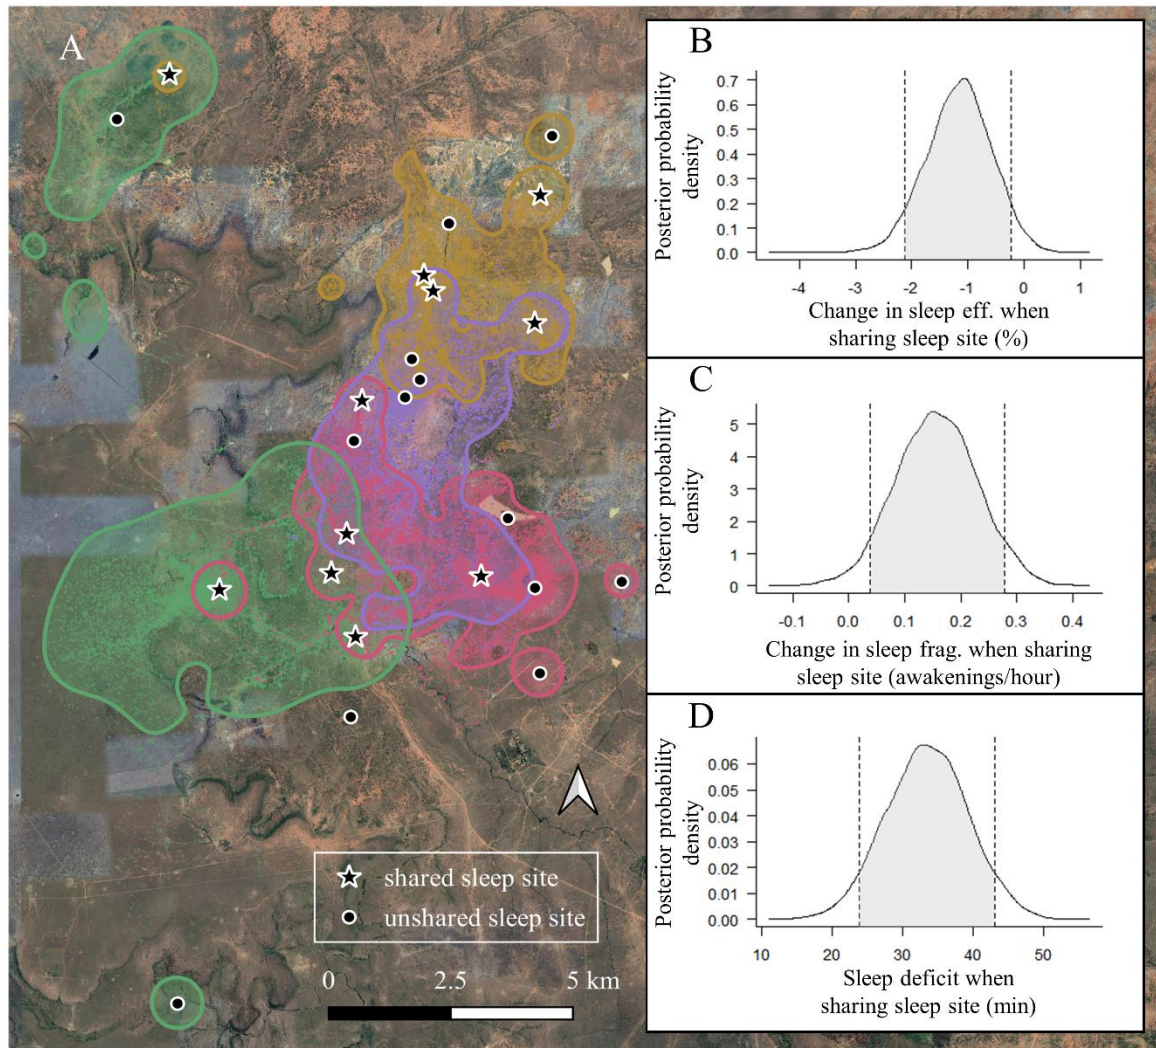 A
shared sleep site
unshared sleep site
0 2.5 5 km
B
Posterior probability
density
0.7
0.6
0.5
0.4
0.3
0.2
0.1
0.0
-4 -3 -2 -1 0 1
Change in sleep eff. when
sharing sleep site (%)
C
Posterior probability
density
5
4
3
2
1
0
-0.1 0.0 0.1 0.2 0.3 0.4
Change in sleep frag. when sharing
sleep site (awakenings/hour)
D
Posterior probability
density
0.06
0.05
0.04
0.03
0.02
0.01
0.00
10 20 30 40 50
Sleep deficit when
sharing sleep site (min)